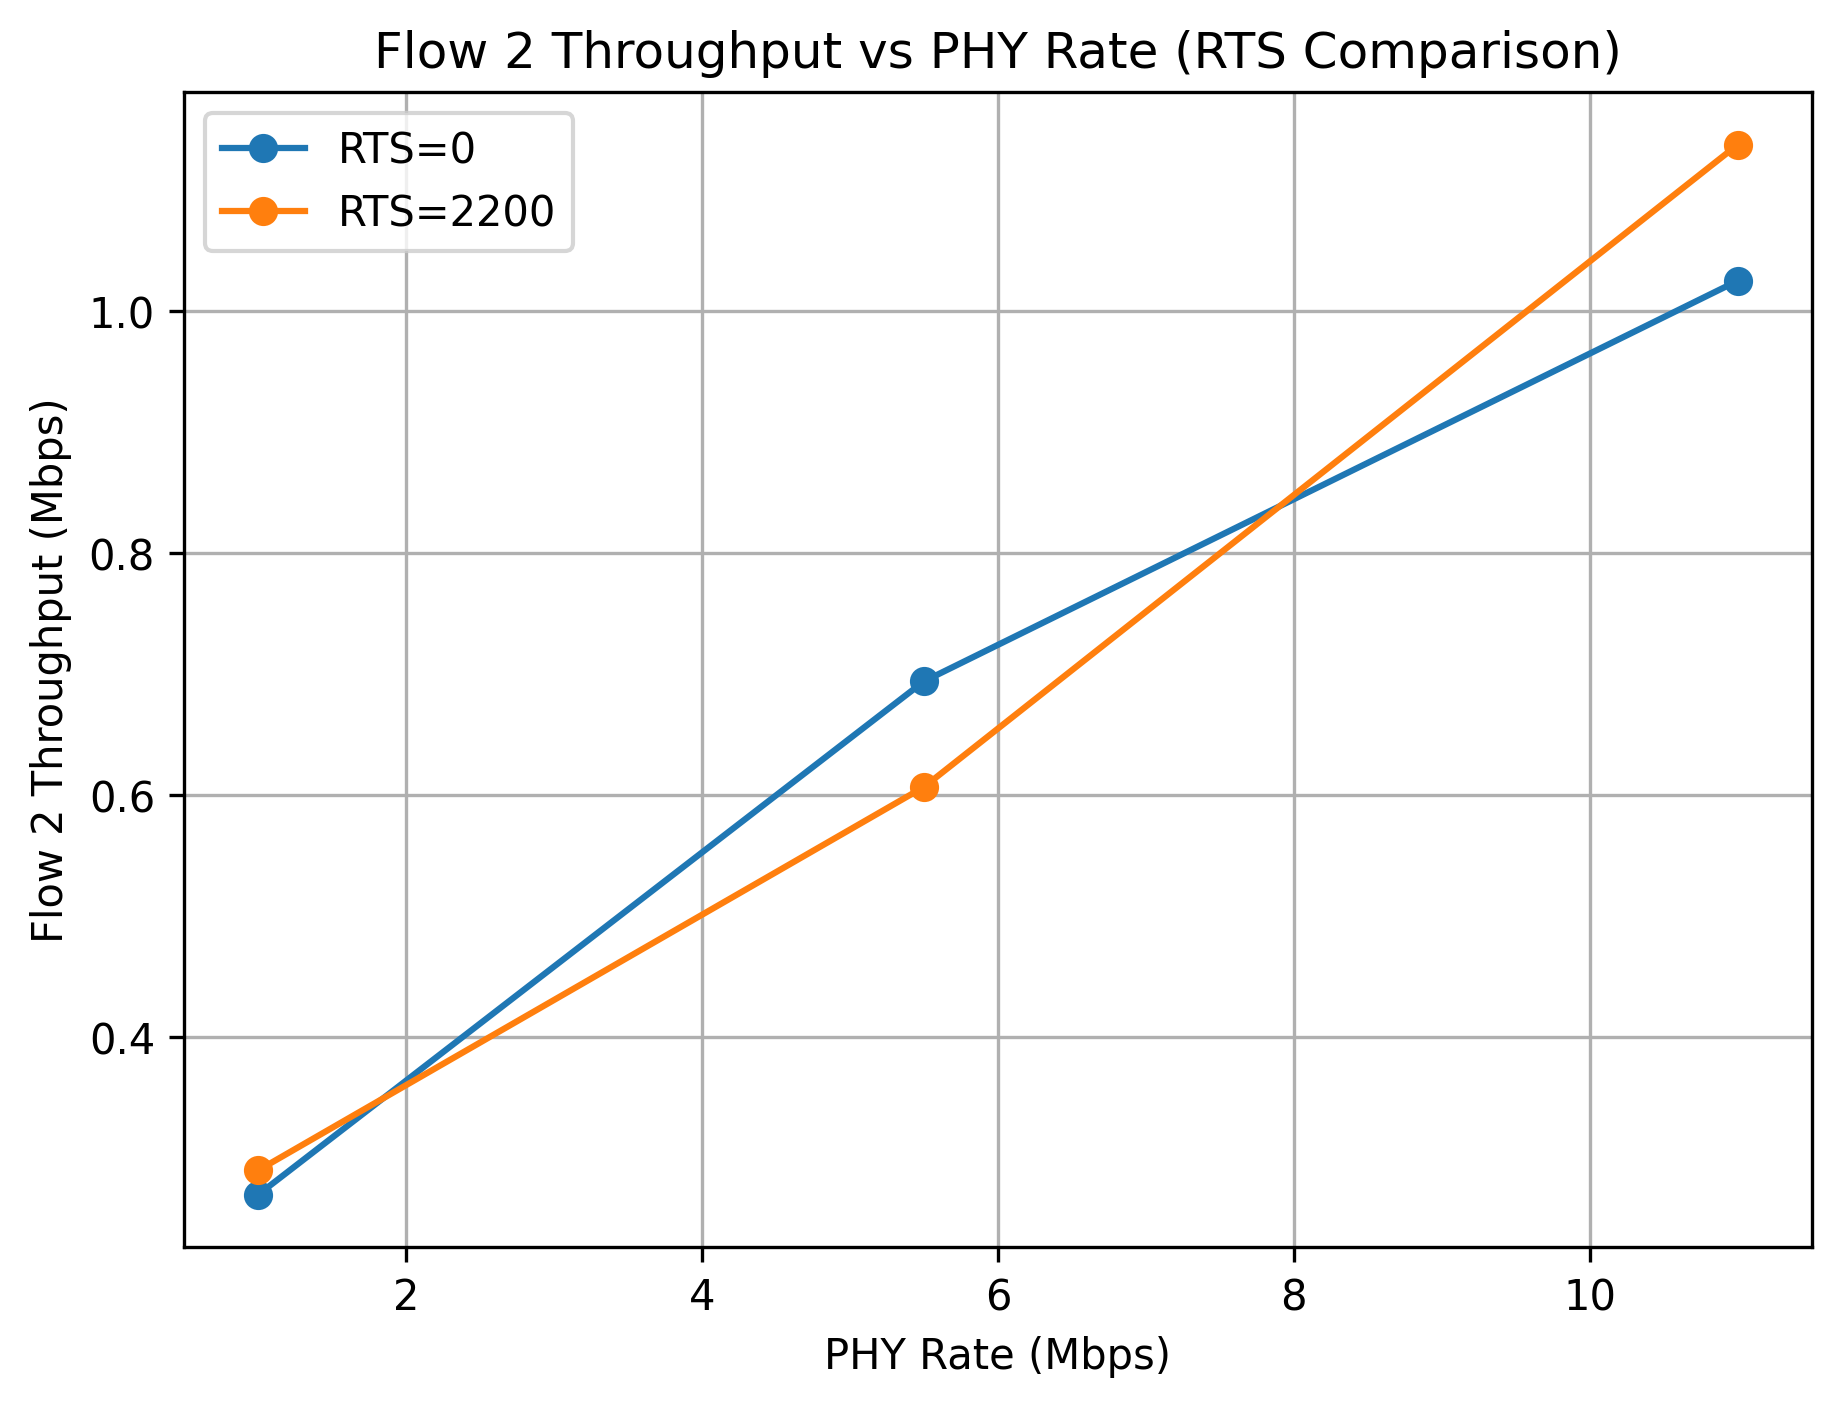 Flow 2 Throughput vs PHY Rate (RTS Comparison)
RTS=0
RTS=2200
Flow 2 Throughput (Mbps)
1.0
0.8
0.6
0.4
2 4 6 8 10
PHY Rate (Mbps)